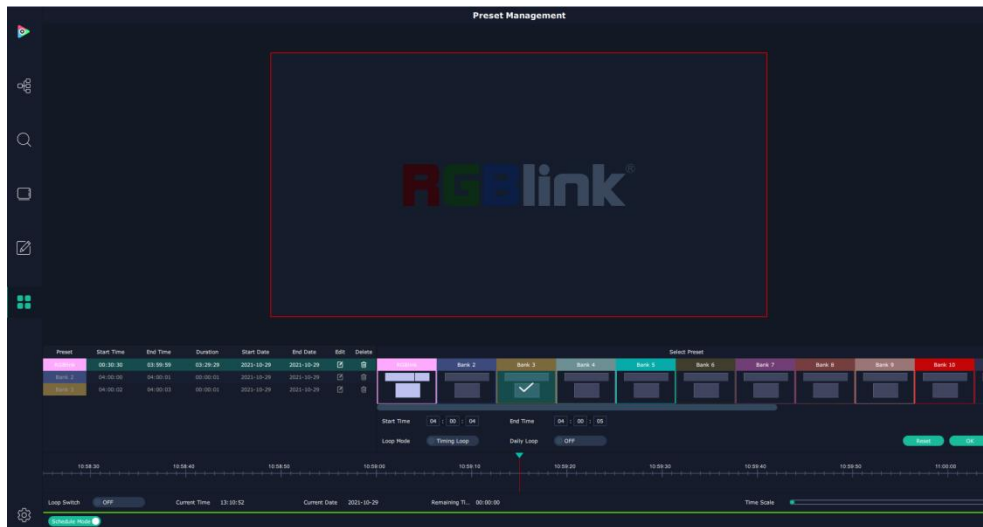 Preset Management
RGBlink®
Preset Start Time End Time Duration Start Date End Date Edit Delete Select Preset
00:30:30 03:59:59 03:29:29 2021-10-29 2021-10-29
Bank 2 04:00:00 04:00:01 00:00:01 2021-10-29 2021-10-29
Bank 3 04:00:02 04:00:03 00:00:01 2021-10-29 2021-10-29
Bank 2 Bank 3 Bank 4 Bank 5 Bank 6 Bank 7 Bank 8 Bank 9 Bank 10
Start Time 04 : 00 : 04 End Time 04 : 00 : 05
Loop Mode Timing Loop Daily Loop OFF Reset OK
10:58:30 10:58:40 10:58:50 10:59:00 10:59:10 10:59:20 10:59:30 10:59:40 10:59:50 11:00:00
Loop Switch OFF Current Time 13:10:52 Current Date 2021-10-29 Remaining Ti... 00:00:00 Time Scale
Schedule Mode